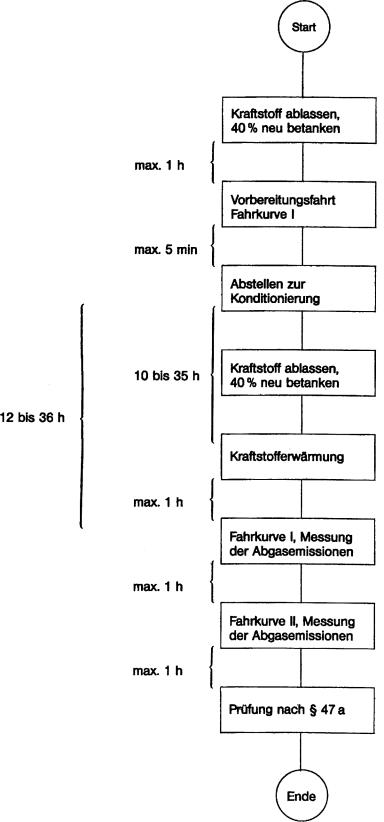 Start
Kraftstoff ablassen,
40 % neu betanken
max. 1 h
Vorbereitungsfahrt
Fahrkurve I
max. 5 min
Abstellen zur
Konditionierung
10 bis 35 h
Kraftstoff ablassen,
40 % neu betanken
12 bis 36 h
Kraftstofferwärmung
max. 1 h
Fahrkurve I, Messung
der Abgasemissionen
max. 1 h
Fahrkurve II, Messung
der Abgasemissionen
max. 1 h
Prüfung nach § 47 a
Ende